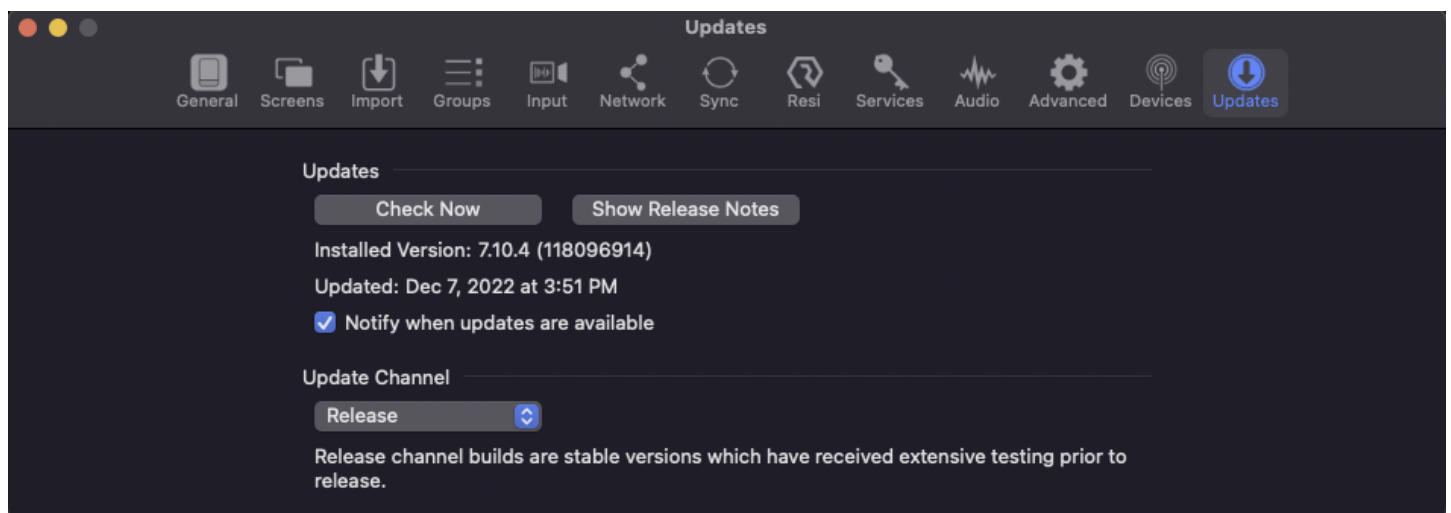 Updates
General Screens Import Groups Input Network Sync Resi Services Audio Advanced Devices Updates
Updates
Check Now Show Release Notes
Installed Version: 7.10.4 (118096914)
Updated: Dec 7, 2022 at 3:51 PM
Notify when updates are available
Update Channel
Release
Release channel builds are stable versions which have received extensive testing prior to
release.